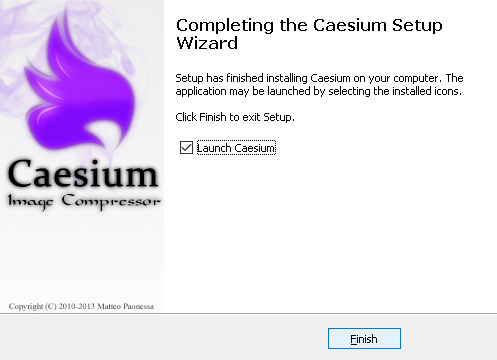 Completing the Caesium Setup
Wizard
Setup has finished installing Caesium on your computer. The
application may be launched by selecting the installed icons.
Click Finish to exit Setup.
Launch Caesium
Caesium
Image Compressor
Copyright (C) 2010-2013 Matteo Paonessa
Finish